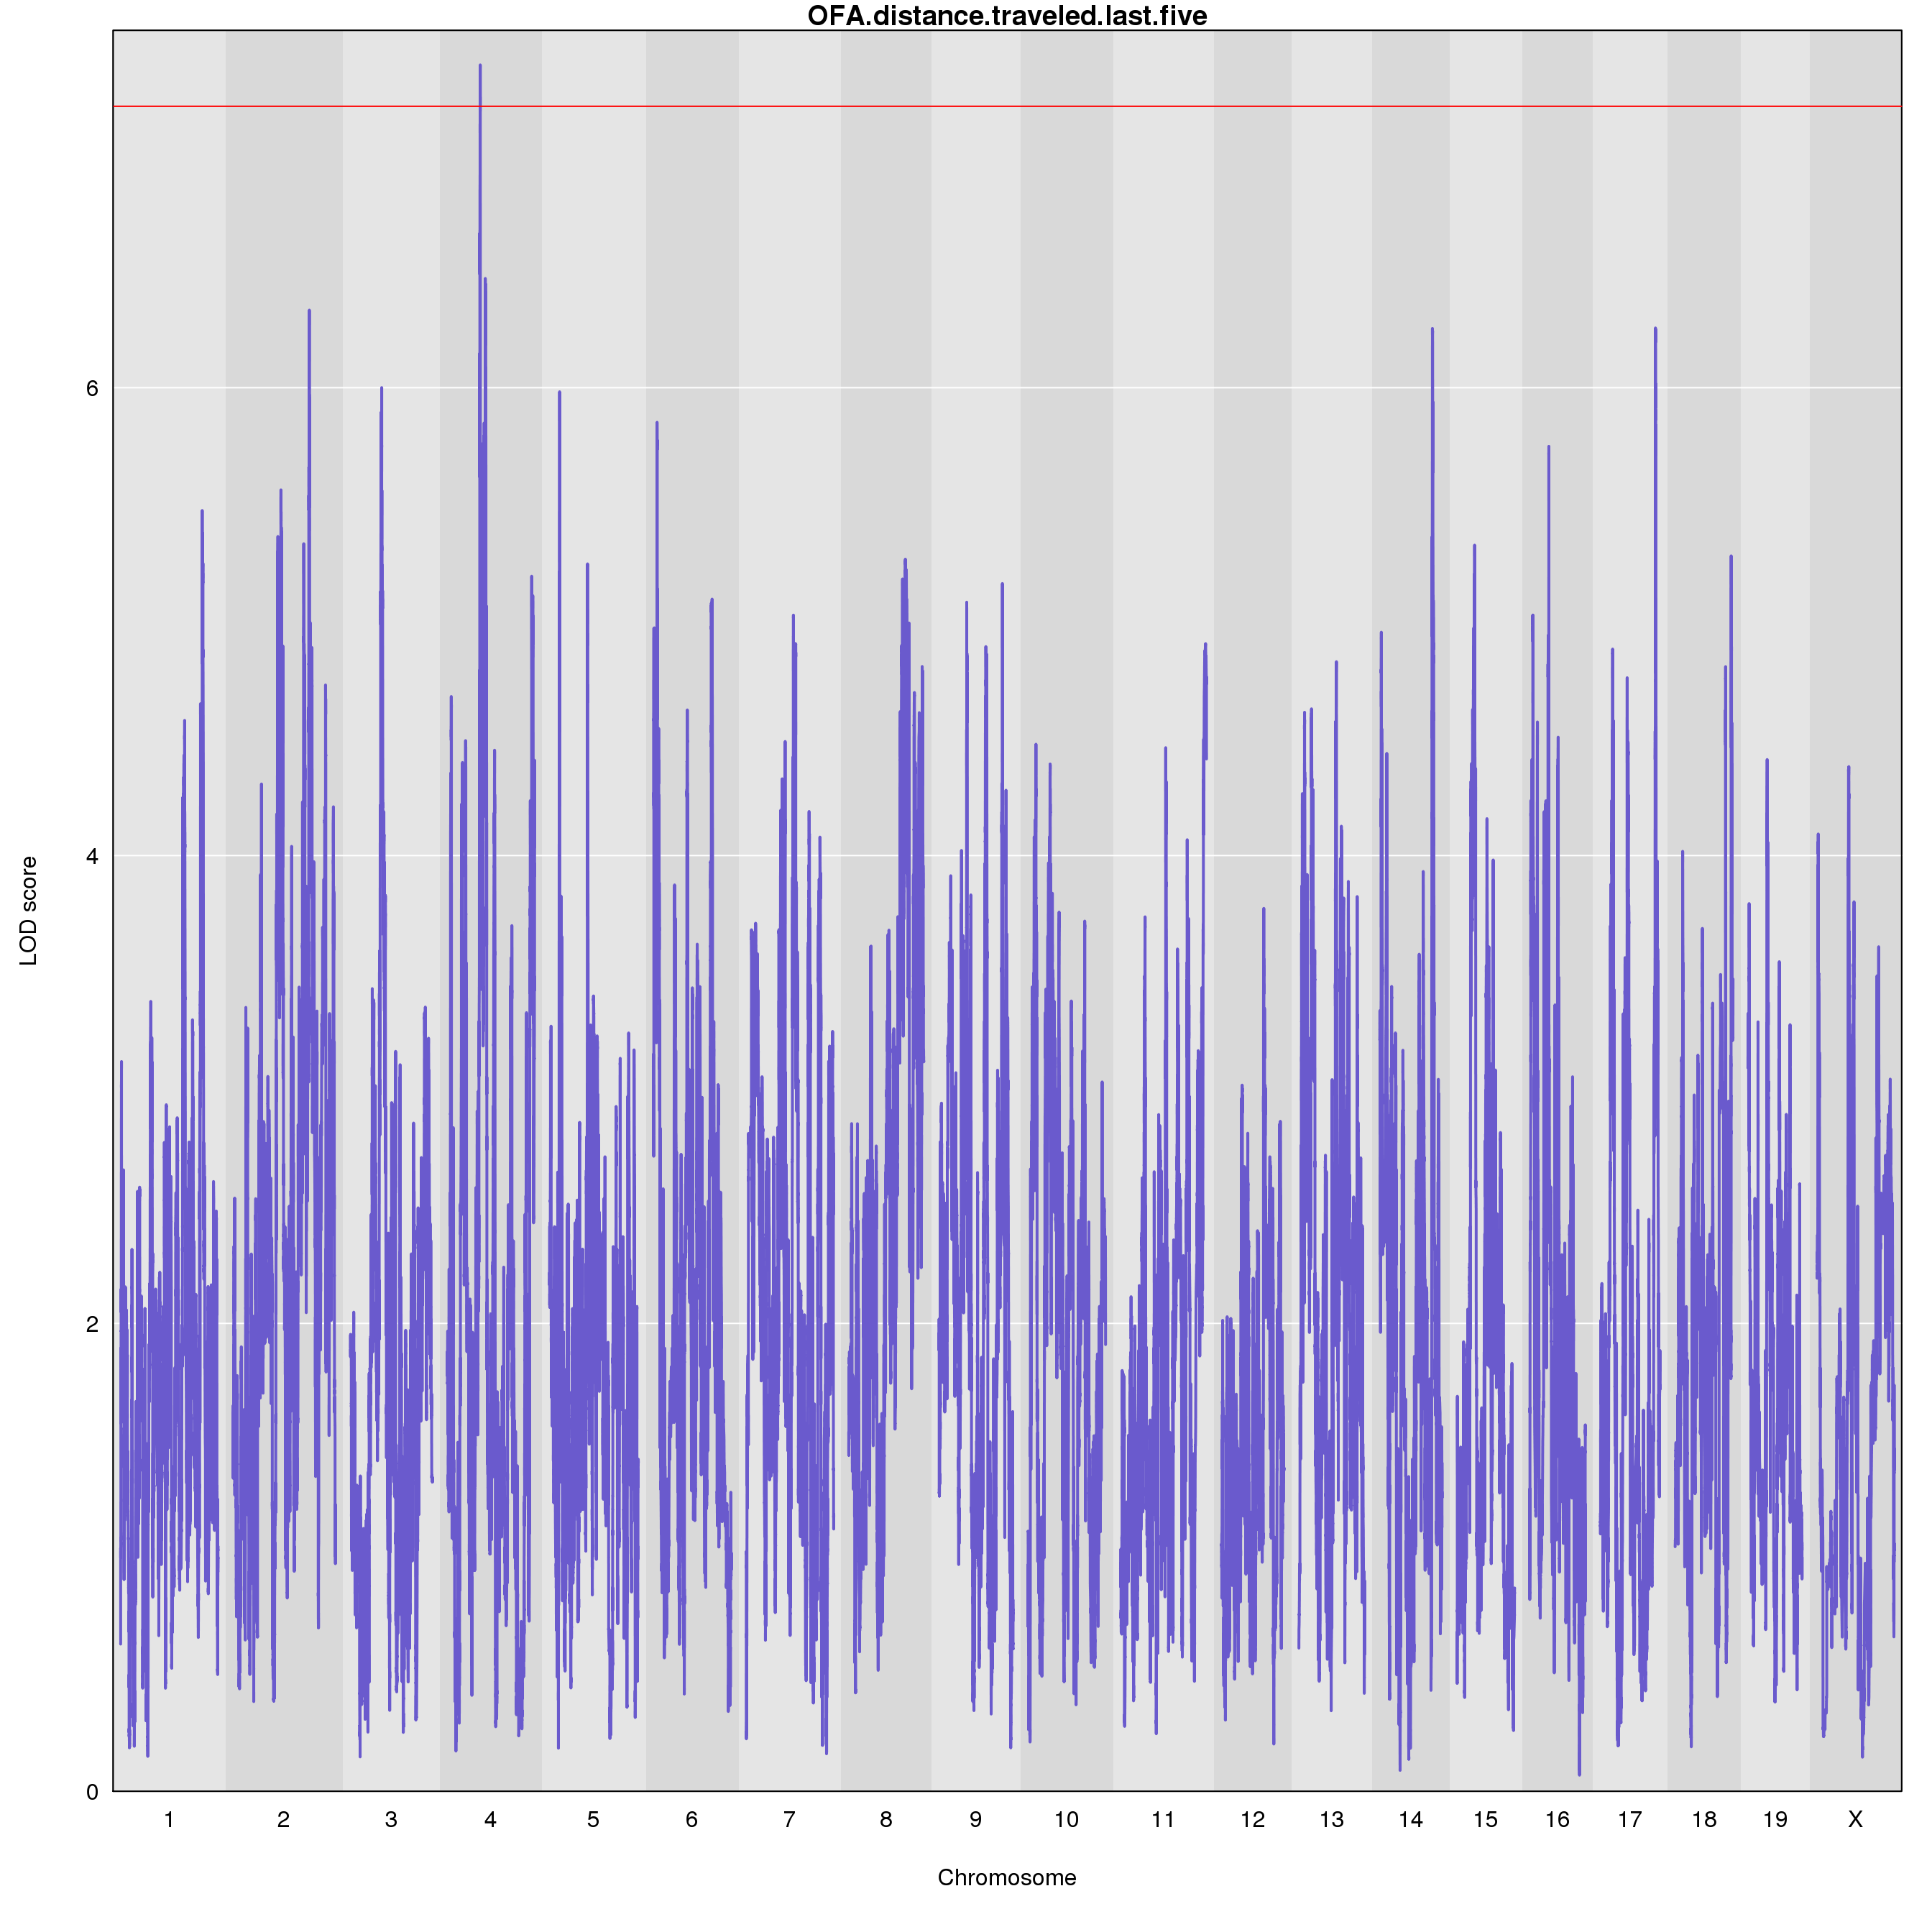 OFA.distance.traveled.last.five
6
4
2
0
LOD score
1 2 3 4 5 6 7 8 9 10 11 12 13 14 15 16 17 18 19 X
Chromosome